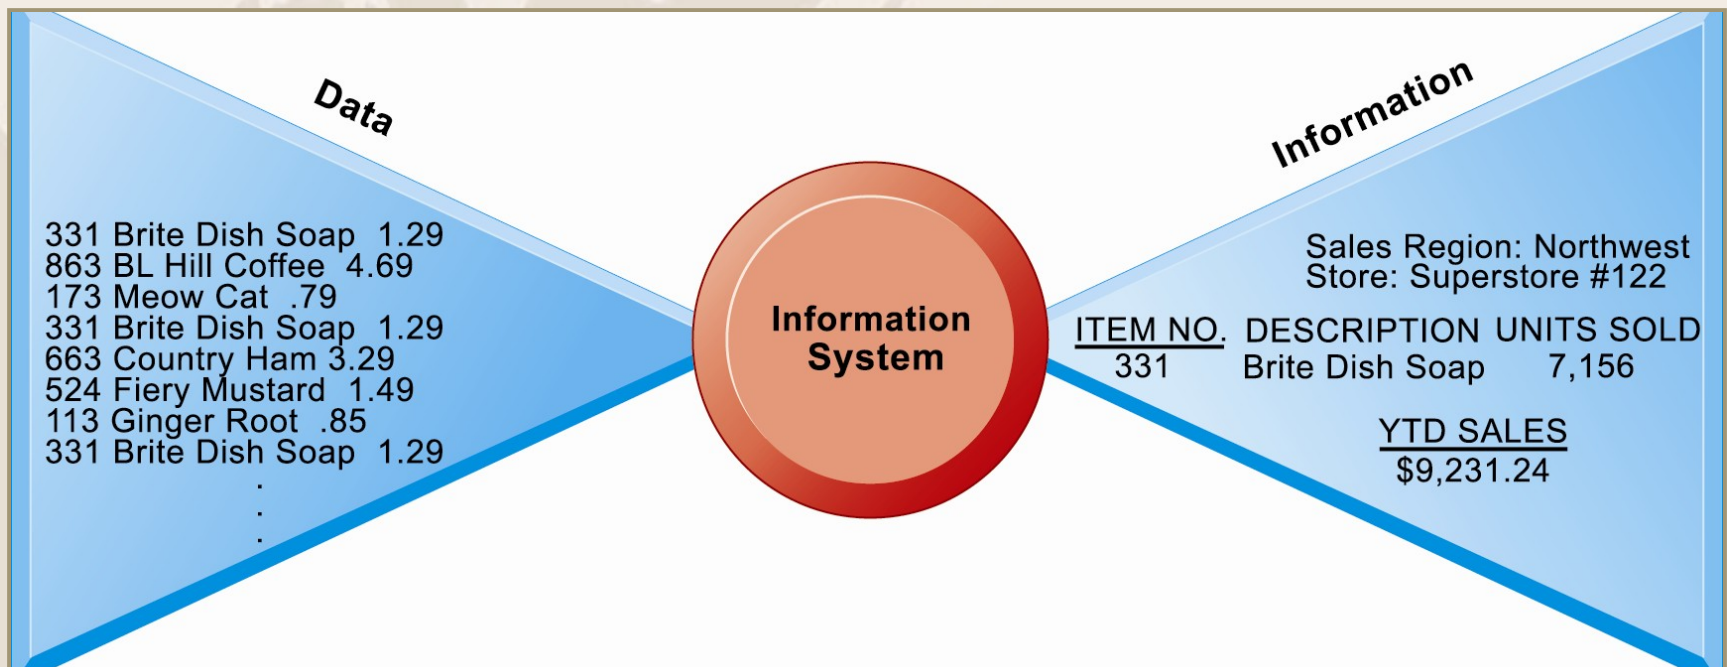 Data
331 Brite Dish Soap 1.29
863 BL Hill Coffee 4.69
173 Meow Cat .79
331 Brite Dish Soap 1.29
663 Country Ham 3.29
524 Fiery Mustard 1.49
113 Ginger Root .85
331 Brite Dish Soap 1.29
.
.
.
Information
System
Information
Sales Region: Northwest
Store: Superstore #122
ITEM NO. DESCRIPTION UNITS SOLD
331 Brite Dish Soap 7,156
YTD SALES
$9,231.24